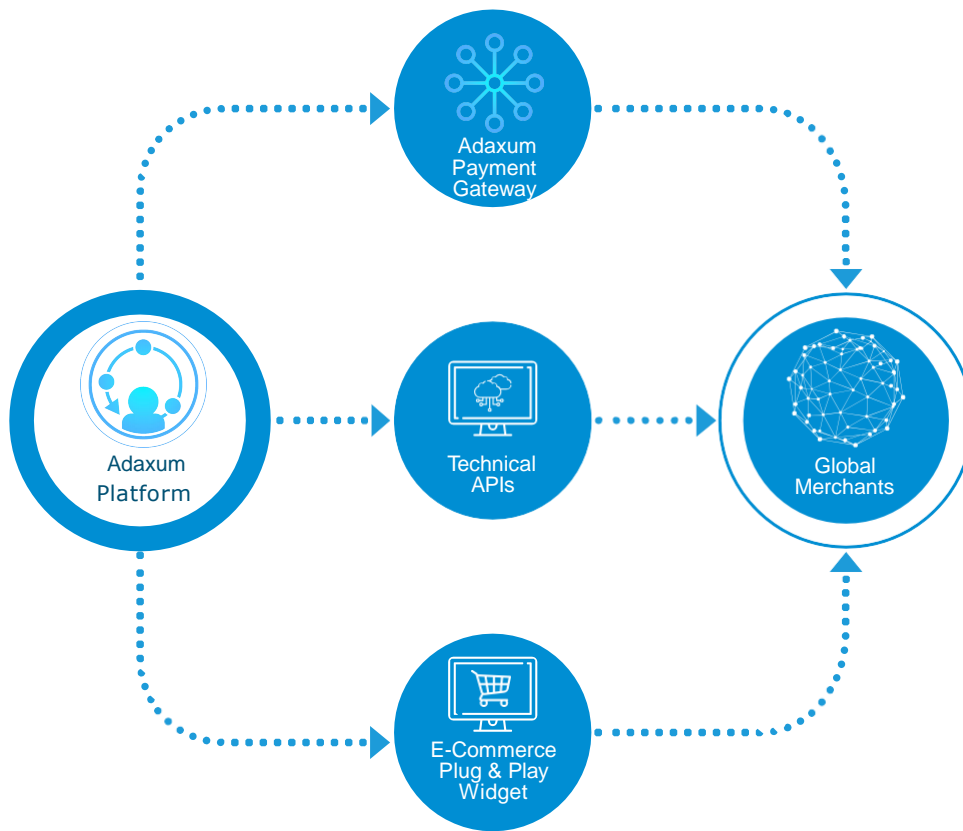 Adaxum
Payment
Gateway
Adaxum
Platform
Technical
APIs
Global
Merchants
E-Commerce
Plug & Play
Widget